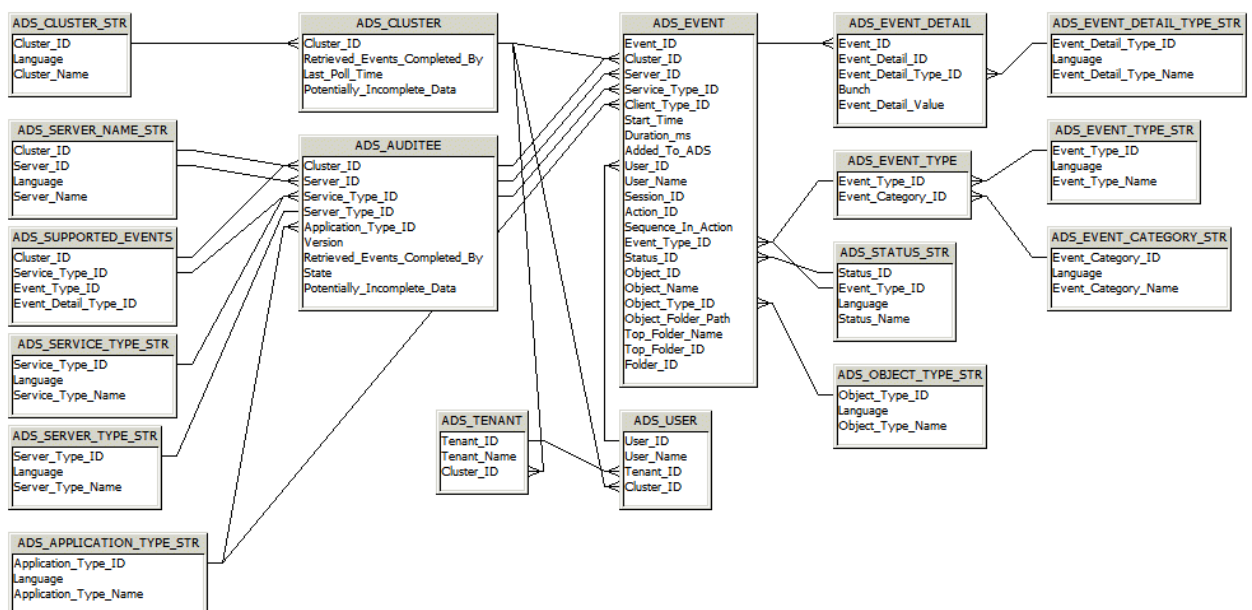 ADS_CLUSTER_STR
Cluster_ID
Language
Cluster_Name
ADS_SERVER_NAME_STR
Cluster_ID
Server_ID
Language
Server_Name
ADS_SUPPORTED_EVENTS
Cluster_ID
Service_Type_ID
Event_Type_ID
Event_Detail_Type_ID
ADS_SERVICE_TYPE_STR
Service_Type_ID
Language
Service_Type_Name
ADS_SERVER_TYPE_STR
Server_Type_ID
Language
Server_Type_Name
ADS_APPLICATION_TYPE_STR
Application_Type_ID
Language
Application_Type_Name
ADS_CLUSTER
Cluster_ID
Retrieved_Events_Completed_By
Last_Poll_Time
Potentially_Incomplete_Data
ADS_AUDITEE
Cluster_ID
Server_ID
Service_Type_ID
Server_Type_ID
Application_Type_ID
Version
Retrieved_Events_Completed_By
State
Potentially_Incomplete_Data
ADS_TENANT
Tenant_ID
Tenant_Name
Cluster_ID
ADS_EVENT
Event_ID
Cluster_ID
Server_ID
Service_Type_ID
Client_Type_ID
Start_Time
Duration_ms
Added_To_ADS
User_ID
User_Name
Session_ID
Action_ID
Sequence_In_Action
Event_Type_ID
Status_ID
Object_ID
Object_Name
Object_Type_ID
Object_Folder_Path
Top_Folder_Name
Top_Folder_ID
Folder_ID
ADS_USER
User_ID
User_Name
Tenant_ID
Cluster_ID
ADS_EVENT_DETAIL
Event_ID
Event_Detail_ID
Event_Detail_Type_ID
Bunch
Event_Detail_Value
ADS_EVENT_TYPE
Event_Type_ID
Event_Category_ID
ADS_STATUS_STR
Status_ID
Event_Type_ID
Language
Status_Name
ADS_OBJECT_TYPE_STR
Object_Type_ID
Language
Object_Type_Name
ADS_EVENT_DETAIL_TYPE_STR
Event_Detail_Type_ID
Language
Event_Detail_Type_Name
ADS_EVENT_TYPE_STR
Event_Type_ID
Language
Event_Type_Name
ADS_EVENT_CATEGORY_STR
Event_Category_ID
Language
Event_Category_Name